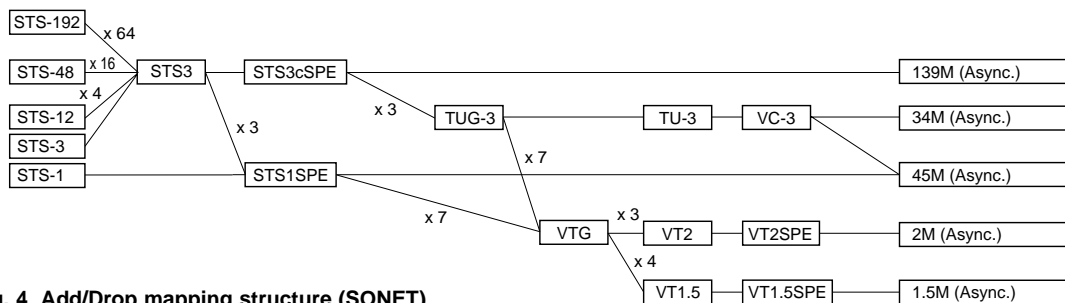 STS-192
x 64
STS-48 x 16 STS3 STS3cSPE 139M (Async.)
x 4
x 3
STS-12 TUG-3 TU-3 VC-3 34M (Async.)
x 3
STS-3
x 7
STS-1 STS1SPE 45M (Async.)
x 7
x 3
VTG VT2 VT2SPE 2M (Async.)
x 4
VT1.5 VT1.5SPE 1.5M (Async.)
. 4 Add/Drop mapping structure (SONET)